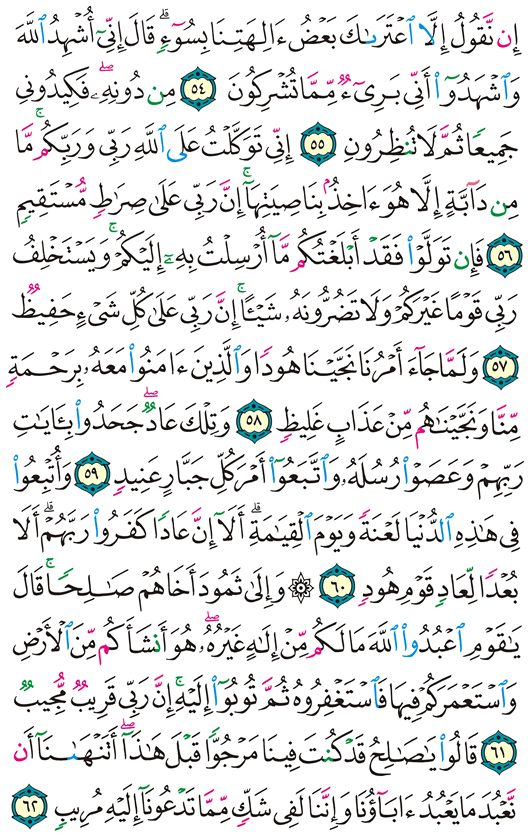 إِن نَّقُولُ إِلَّا ٱعْتَرَىٰكَ بَعْضُ ءَالِهَتِنَا بِسُوٓءٍۗ قَالَ إِنِّىٓ أُشْهِدُ ٱللَّهَ
وَٱشْهَدُوٓا۟ أَنِّى بَرِىٓءٌ مِّمَّا تُشْرِكُونَ ٥٤ مِن دُونِهِۦۖ فَكِيدُونِى
جَمِيعًا ثُمَّ لَا تُنظِرُونِ ٥٥ إِنِّى تَوَكَّلْتُ عَلَى ٱللَّهِ رَبِّى وَرَبِّكُمۚ مَّا
مِن دَآبَّةٍ إِلَّا هُوَ ءَاخِذٌۢ بِنَاصِيَتِهَآۚ إِنَّ رَبِّى عَلَىٰ صِرَٰطٍ مُّسْتَقِيمٍ
٥٦ فَإِن تَوَلَّوْا۟ فَقَدْ أَبْلَغْتُكُم مَّآ أُرْسِلْتُ بِهِۦٓ إِلَيْكُمْۚ وَيَسْتَخْلِفُ
رَبِّى قَوْمًا غَيْرَكُمْ وَلَا تَضُرُّونَهُۥ شَيْـًٔاۚ إِنَّ رَبِّى عَلَىٰ كُلِّ شَىْءٍ حَفِيظٌ
٥٧ وَلَمَّا جَآءَ أَمْرُنَا نَجَّيْنَا هُودًا وَٱلَّذِينَ ءَامَنُوا۟ مَعَهُۥ بِرَحْمَةٍ
مِّنَّا وَنَجَّيْنَٰهُم مِّنْ عَذَابٍ غَلِيظٍ ٥٨ وَتِلْكَ عَادٌۖ جَحَدُوا۟ بِـَٔايَٰتِ
رَبِّهِمْ وَعَصَوْا۟ رُسُلَهُۥ وَٱتَّبَعُوٓا۟ أَمْرَ كُلِّ جَبَّارٍ عَنِيدٍ ٥٩ وَأُتْبِعُوا۟
فِى هَٰذِهِ ٱلدُّنْيَا لَعْنَةً وَيَوْمَ ٱلْقِيَٰمَةِۗ أَلَآ إِنَّ عَادًا كَفَرُوا۟ رَبَّهُمْۗ أَلَا
بُعْدًا لِّعَادٍ قَوْمِ هُودٍ ٦٠ ۞ وَإِلَىٰ ثَمُودَ أَخَاهُمْ صَٰلِحًاۚ قَالَ
يَٰقَوْمِ ٱعْبُدُوا۟ ٱللَّهَ مَا لَكُم مِّنْ إِلَٰهٍ غَيْرُهُۥۖ هُوَ أَنشَأَكُم مِّنَ ٱلْأَرْضِ
وَٱسْتَعْمَرَكُمْ فِيهَا فَٱسْتَغْفِرُوهُ ثُمَّ تُوبُوٓا۟ إِلَيْهِۚ إِنَّ رَبِّى قَرِيبٌ مُّجِيبٌ
٦١ قَالُوا۟ يَٰصَٰلِحُ قَدْ كُنتَ فِينَا مَرْجُوًّا قَبْلَ هَٰذَآۖ أَتَنْهَىٰنَآ أَن
نَّعْبُدَ مَا يَعْبُدُ ءَابَآؤُنَا وَإِنَّنَا لَفِى شَكٍّ مِّمَّا تَدْعُونَآ إِلَيْهِ مُرِيبٍ ٦٢